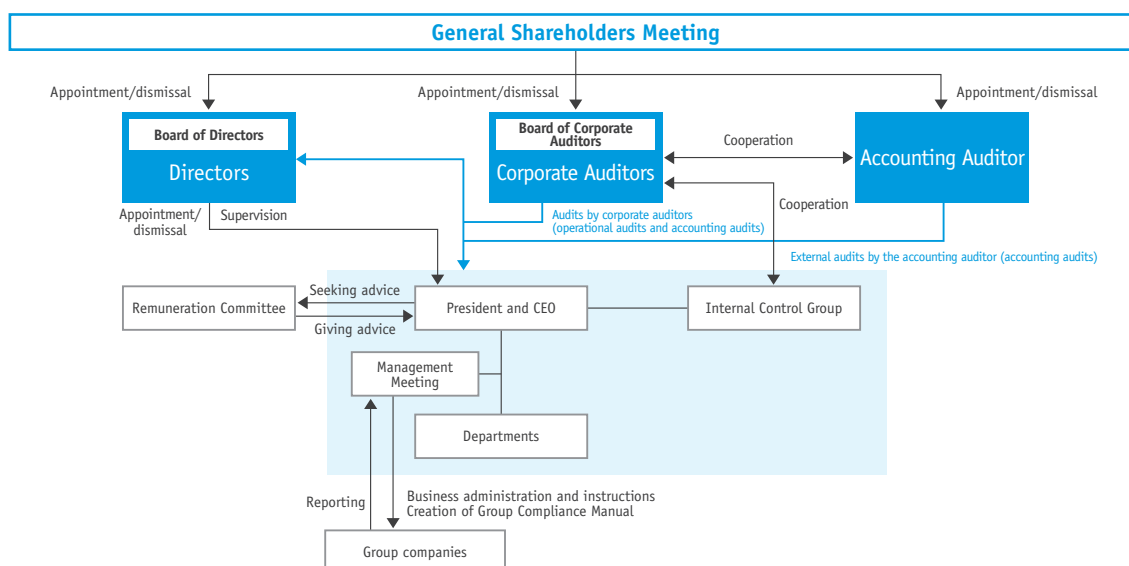 General Shareholders Meeting
Appointment/dismissal
Appointment/dismissal
Appointment/dismissal
Board of Directors
Directors
Board of Corporate
Auditors
Corporate Auditors
Cooperation
Accounting Auditor
Appointment/
dismissal
Supervision
Audits by corporate auditors
(operational audits and accounting audits)
Cooperation
External audits by the accounting auditor (accounting audits)
Remuneration Committee
Seeking advice
Giving advice
President and CEO
Internal Control Group
Management
Meeting
Departments
Reporting
Business administration and instructions
Creation of Group Compliance Manual
Group companies